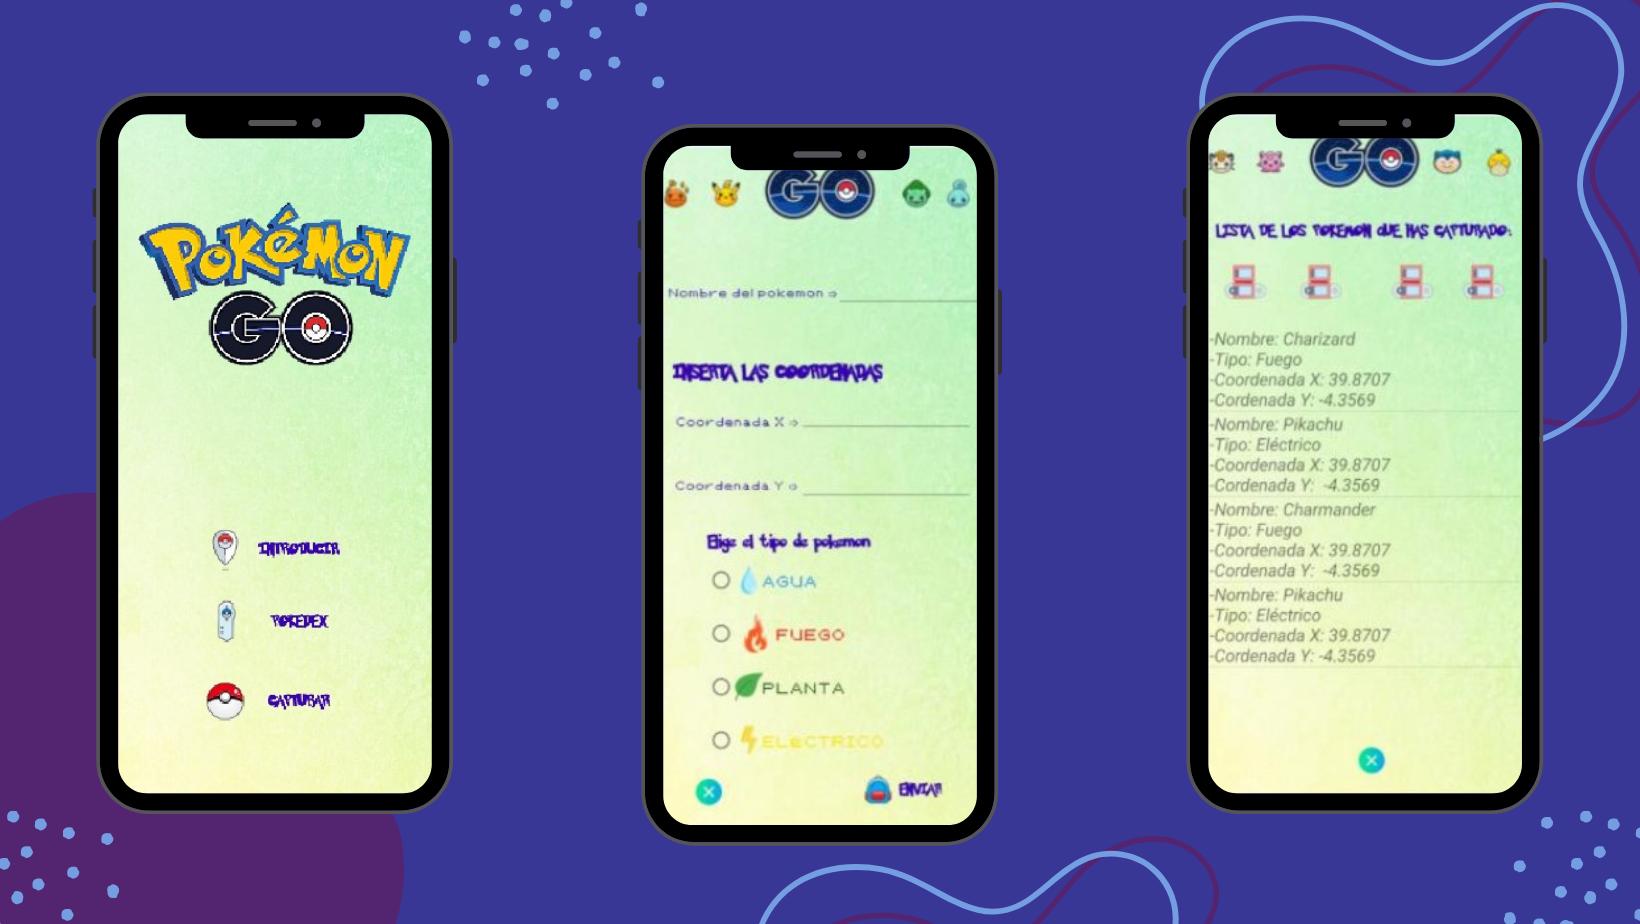 POKÉMON
GO
INTRODUCIR
POKEDEX
CAPTURAR
GO
Nombre del pokemon =>
INSERTA LAS COORDENADAS
Coordenada X =>
Coordenada Y =>
Elige el tipo de pokemon
AGUA
FUEGO
PLANTA
ELéCTRICO
ENVIAR
GO
LISTA DE LOS POKEMON QUE HAS CAPTURADO:
-Nombre: Charizard
-Tipo: Fuego
-Coordenada X: 39.8707
-Cordenada Y: -4.3569
-Nombre: Pikachu
-Tipo: Eléctrico
-Coordenada X: 39.8707
-Cordenada Y: -4.3569
-Nombre: Charmander
-Tipo: Fuego
-Coordenada X: 39.8707
-Cordenada Y: -4.3569
-Nombre: Pikachu
-Tipo: Eléctrico
-Coordenada X: 39.8707
-Cordenada Y: -4.3569